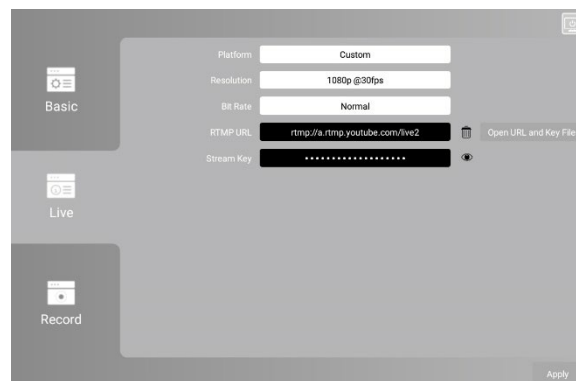 Platform Custom
Resolution 1080p @30fps
Basic
Bit Rate Normal
RTMP URL rtmp://a.rtmp.youtube.com/live2 Open URL and Key File
Stream Key •••••••••••••••••••
Live
Record
Apply